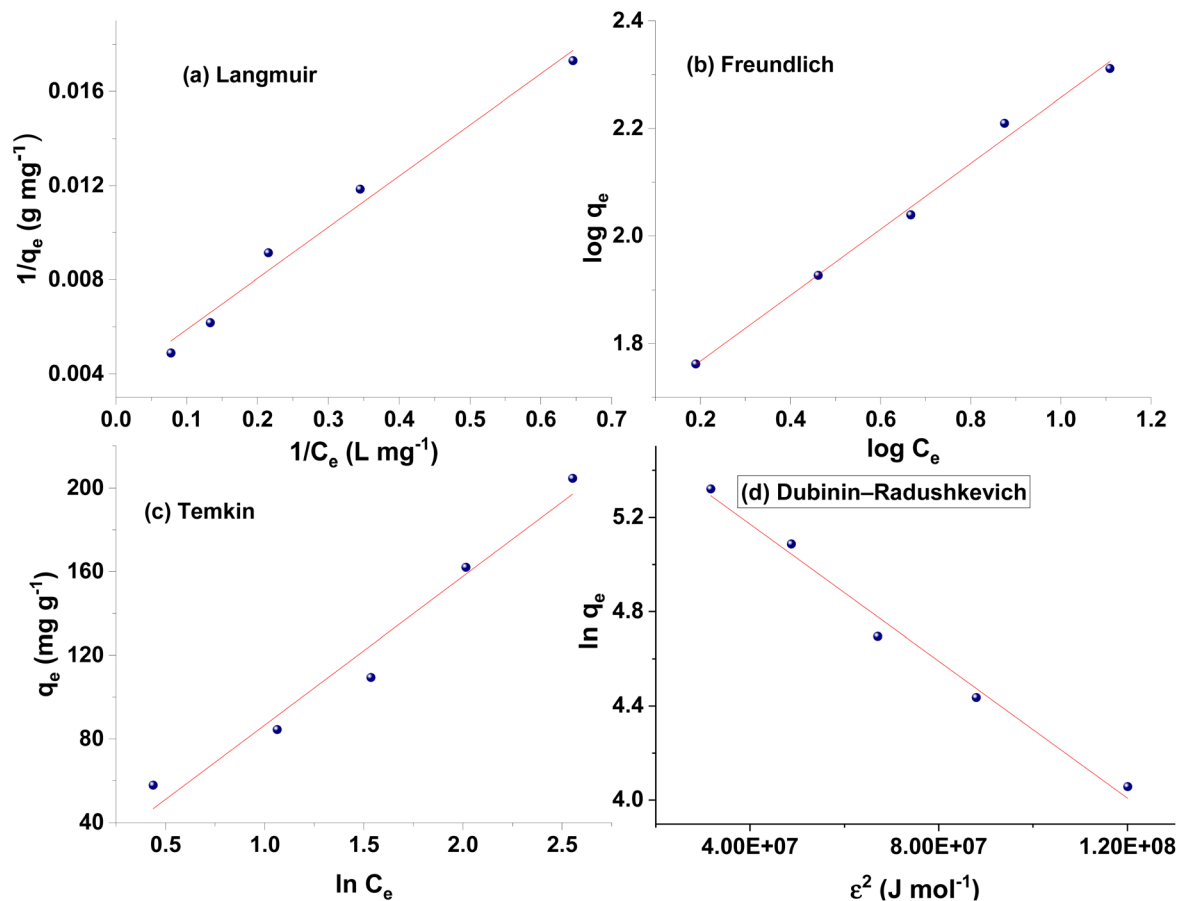 (a) Langmuir
0.016
0.012
0.008
0.004
1/qₑ (g mg⁻¹)
0.0 0.1 0.2 0.3 0.4 0.5 0.6 0.7
1/Cₑ (L mg⁻¹)
(b) Freundlich
2.4
2.2
2.0
1.8
log qₑ
0.2 0.4 0.6 0.8 1.0 1.2
log Cₑ
(c) Temkin
200
160
120
80
40
qₑ (mg g⁻¹)
0.5 1.0 1.5 2.0 2.5
ln Cₑ
(d) Dubinin–Radushkevich
5.2
4.8
4.4
4.0
ln qₑ
4.00E+07 8.00E+07 1.20E+08
ε² (J mol⁻¹)